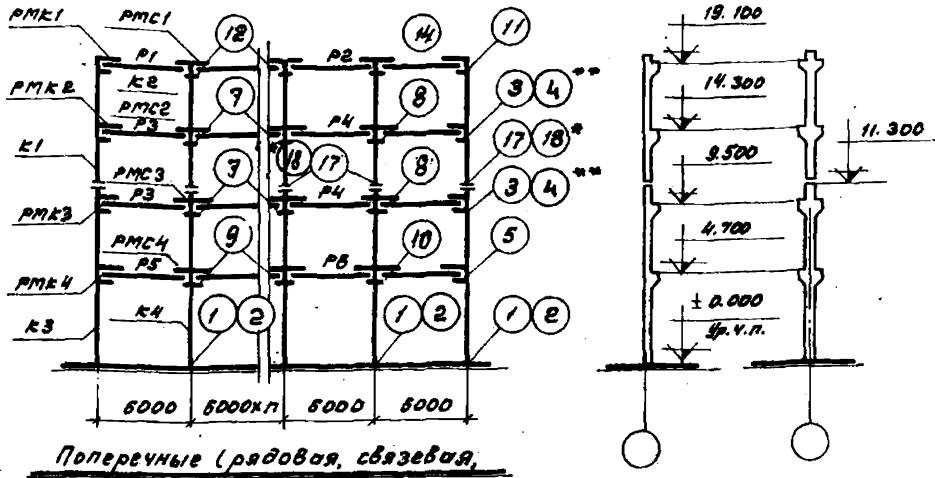 РМК1 РМС1 12 14 11 19.100
Р1 Р2
К2 14.300
РМК2 РМС2 7 8 3 4 **
Р3 Р4 11.300
К1 18 17 17 18 * 9.500
РМС3 7 8
Р3 Р4 3 4 **
РМК3 4.700
РМС4 9 10 5
Р5 Р6
РМК4 ± 0.000
К3 К4 1 2 1 2 1 2 Ур.ч.п.
6000 6000хп 6000 6000
Поперечные (рядовая, связевая,